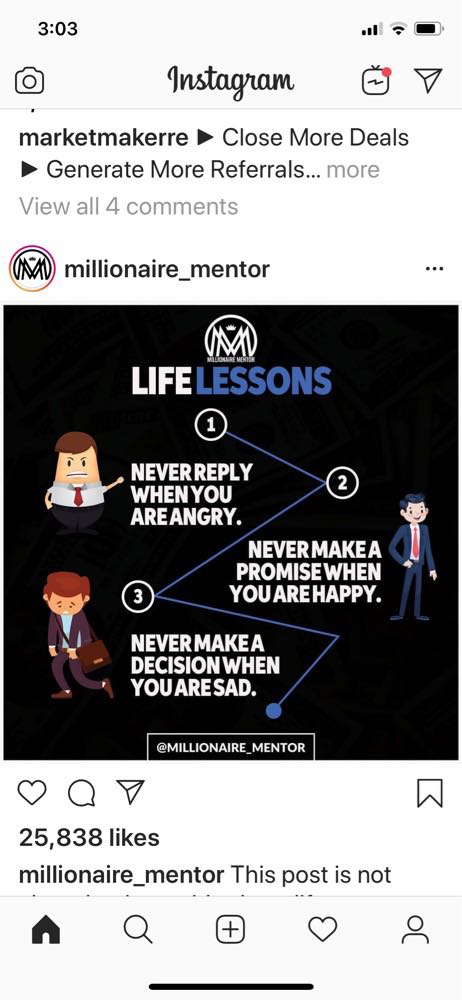 3:03
Instagram
marketmakerre ► Close More Deals
► Generate More Referrals... more
View all 4 comments
millionaire_mentor
MILLIONAIRE MENTOR
LIFE LESSONS
1
NEVER REPLY
WHEN YOU
ARE ANGRY.
2
NEVER MAKE A
PROMISE WHEN
YOU ARE HAPPY.
3
NEVER MAKE A
DECISION WHEN
YOU ARE SAD.
@MILLIONAIRE_MENTOR
25,838 likes
millionaire_mentor This post is not